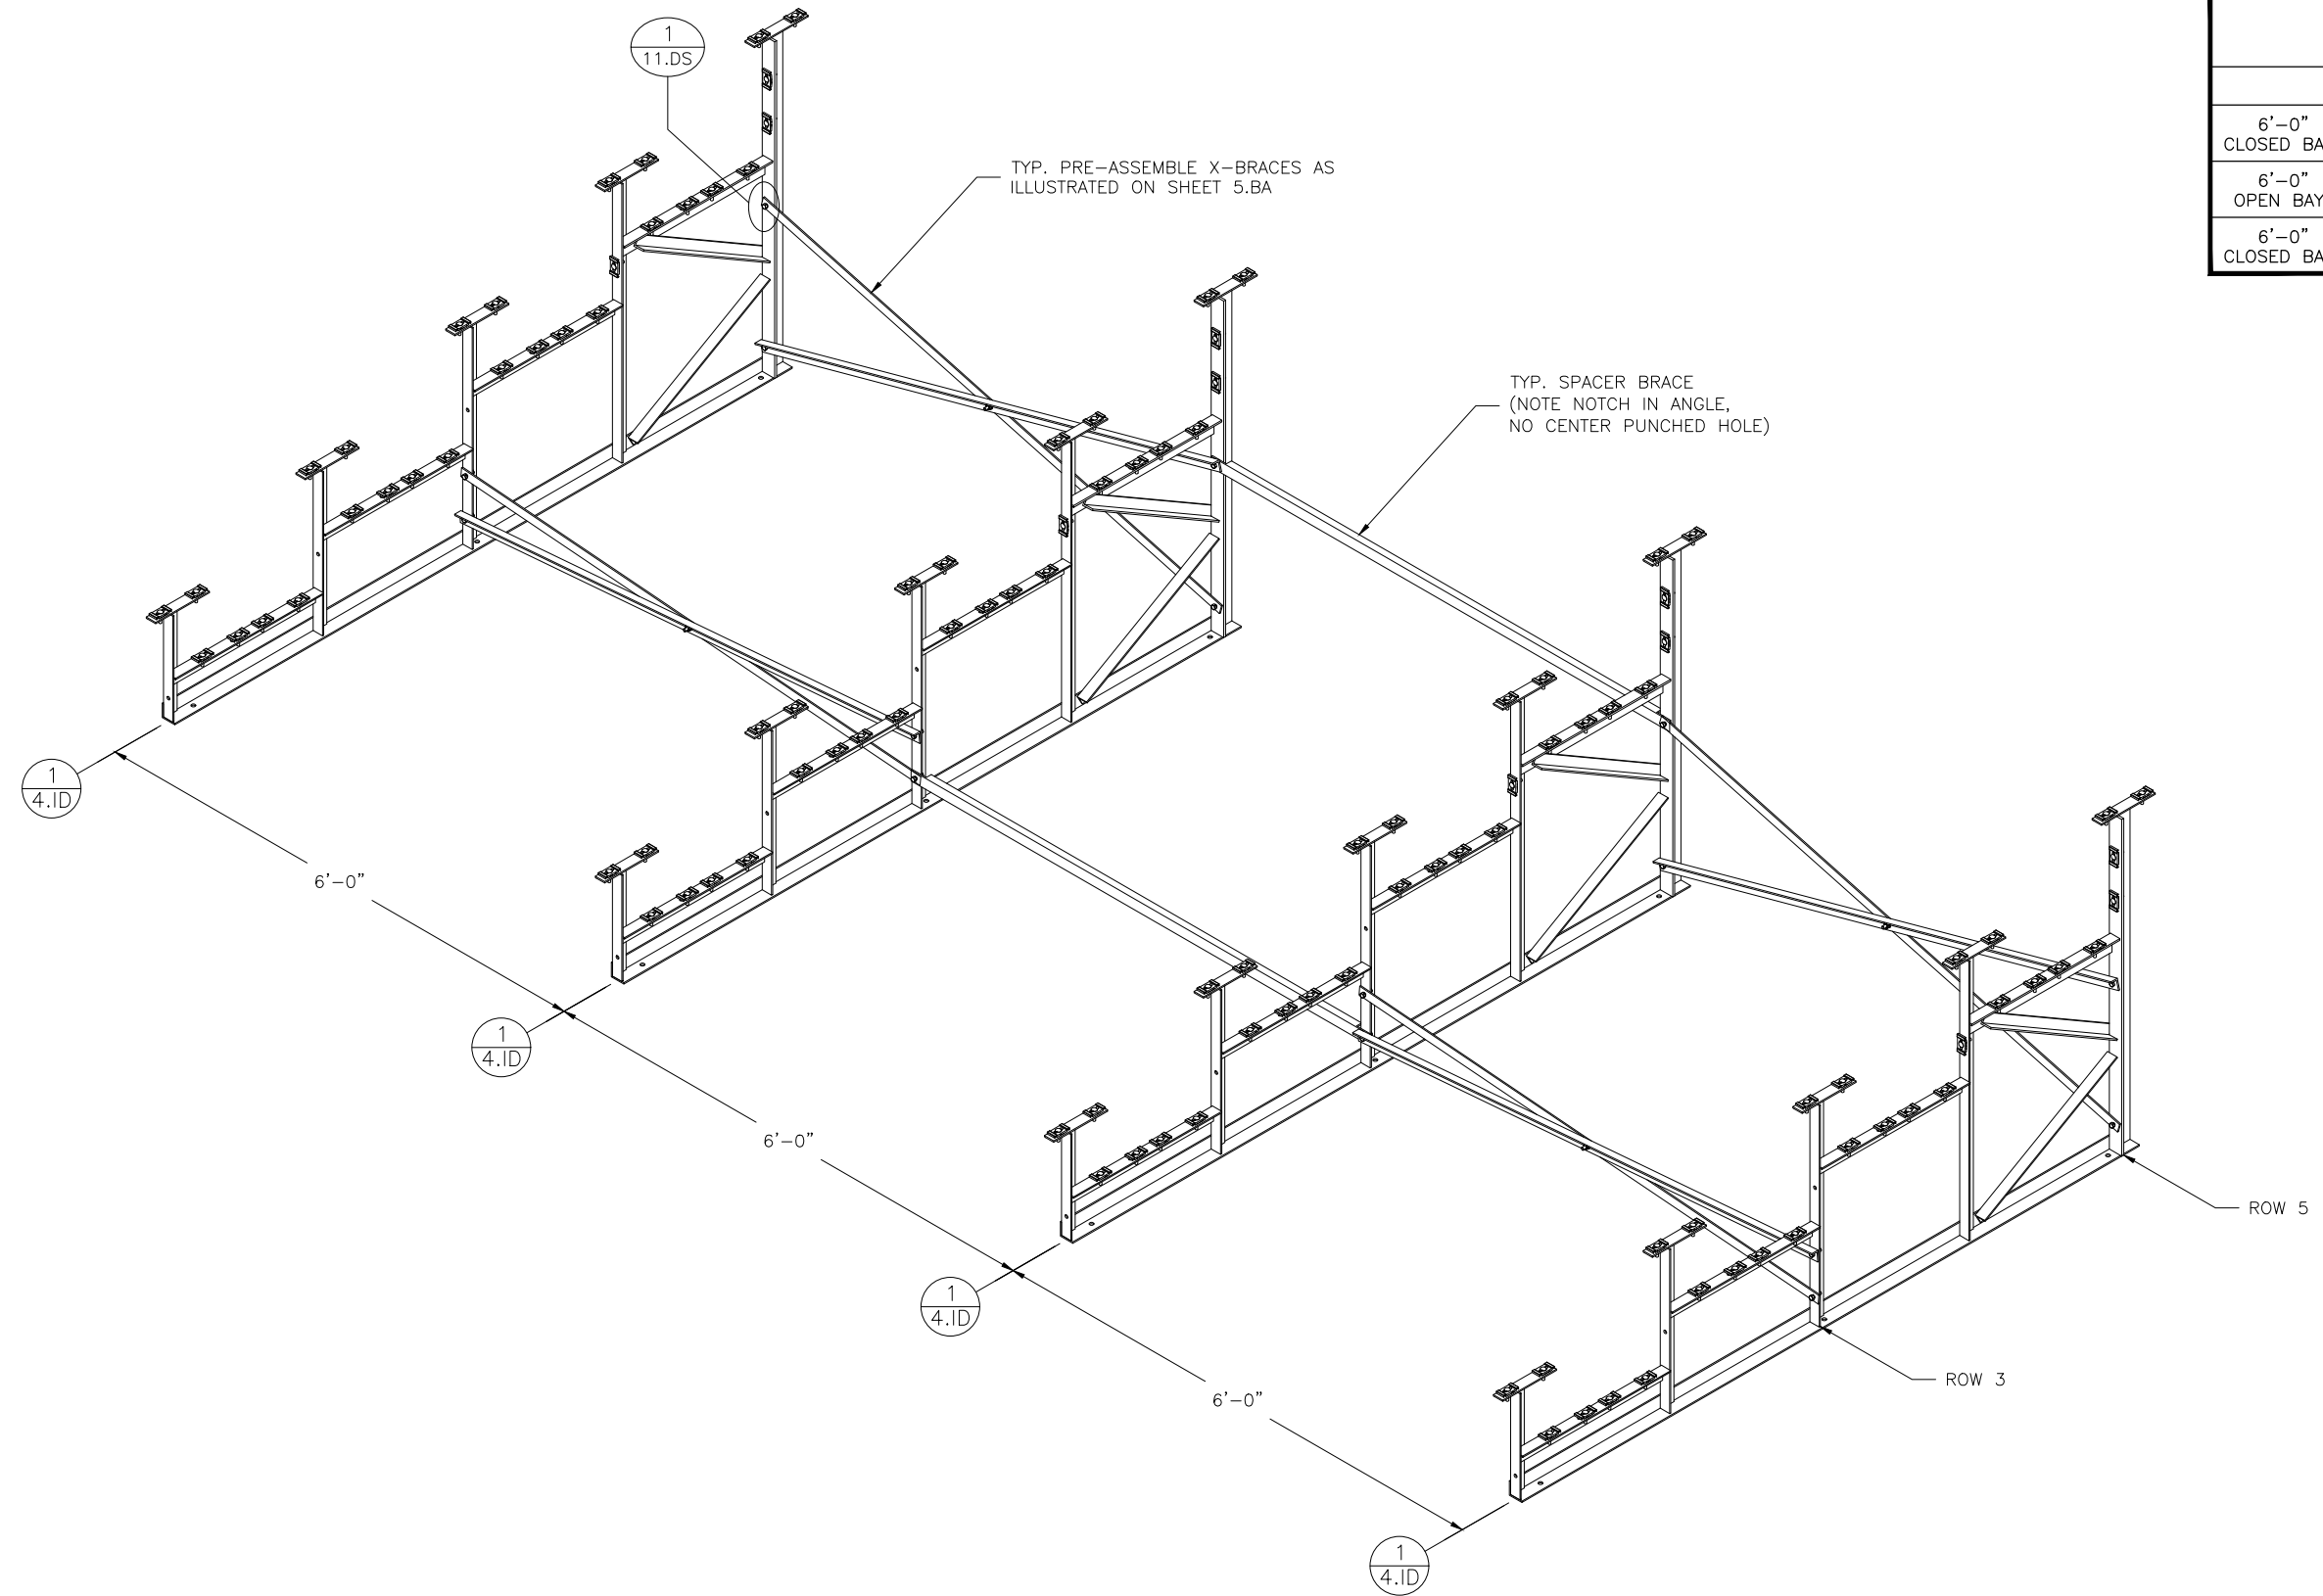 1
11.DS
TYP. PRE-ASSEMBLE X-BRACES AS
ILLUSTRATED ON SHEET 5.BA
6'-0"
CLOSED BA
6'-0"
OPEN BAY
6'-0"
CLOSED BA
TYP. SPACER BRACE
(NOTE NOTCH IN ANGLE,
NO CENTER PUNCHED HOLE)
1
4.ID
6'-0"
1
4.ID
6'-0"
1
4.ID
6'-0"
1
4.ID
ROW 5
ROW 3